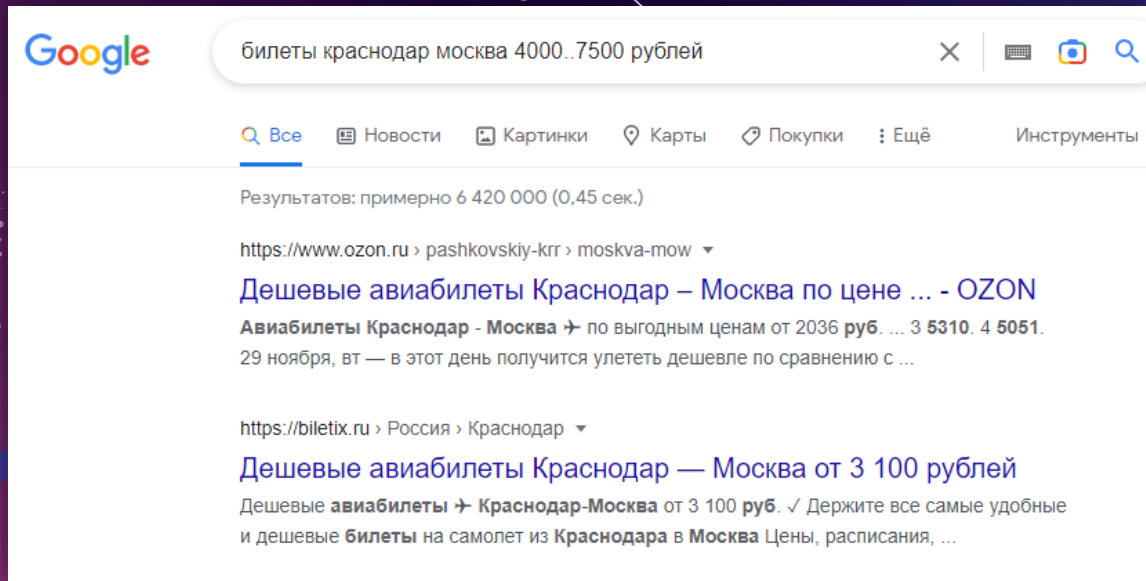 Google
билеты краснодар москва 4000..7500 рублей
Все Новости Картинки Карты Покупки Ещё Инструменты
Результатов: примерно 6 420 000 (0,45 сек.)
https://www.ozon.ru › pashkovskiy-krr › moskva-mow
Дешевые авиабилеты Краснодар – Москва по цене ... - OZON
Авиабилеты Краснодар - Москва ✈ по выгодным ценам от 2036 руб. ... 3 5310. 4 5051.
29 ноября, вт — в этот день получится улететь дешевле по сравнению с ...
https://biletix.ru › Россия › Краснодар
Дешевые авиабилеты Краснодар — Москва от 3 100 рублей
Дешевые авиабилеты ✈ Краснодар-Москва от 3 100 руб. ✓ Держите все самые удобные
и дешевые билеты на самолет из Краснодара в Москва Цены, расписания, ...